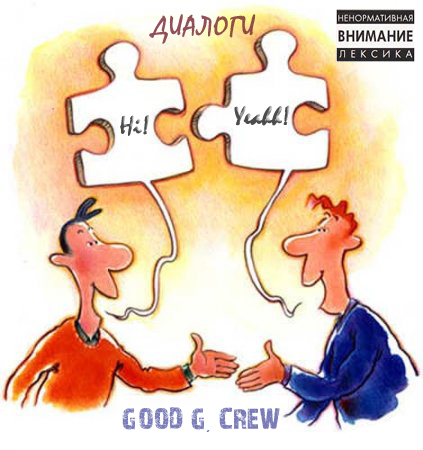 ДИАЛОГИ
НЕНОРМАТИВНАЯ
ВНИМАНИЕ
ЛЕКСИКА
Hi!
Yeahh!
GOOD G. CREW